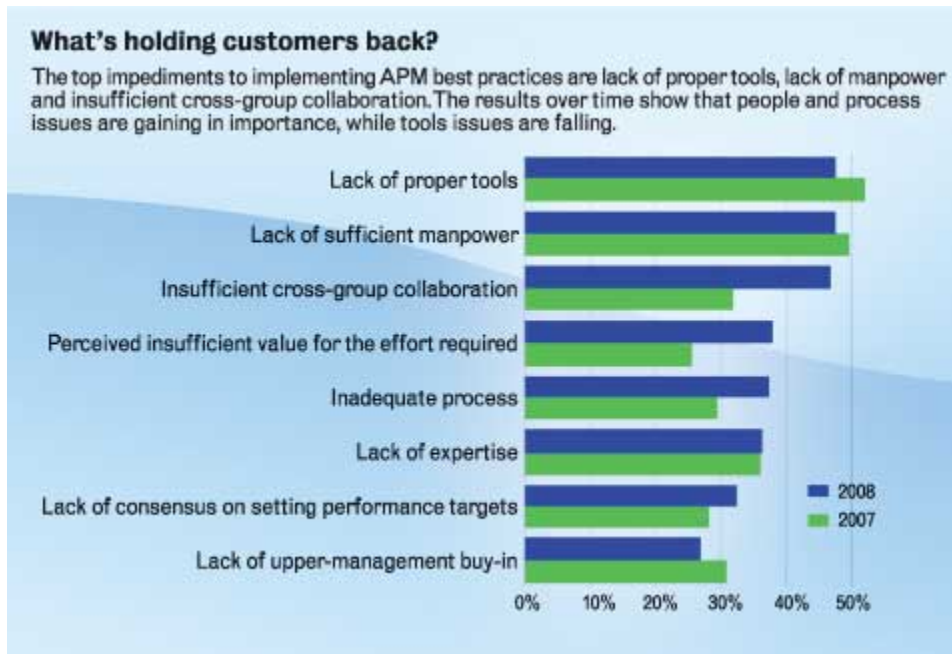 What's holding customers back?
The top impediments to implementing APM best practices are lack of proper tools, lack of manpower
and insufficient cross-group collaboration. The results over time show that people and process
issues are gaining in importance, while tools issues are falling.
Lack of proper tools
Lack of sufficient manpower
Insufficient cross-group collaboration
Perceived insufficient value for the effort required
Inadequate process
Lack of expertise
Lack of consensus on setting performance targets
Lack of upper-management buy-in
2008
2007
0% 10% 20% 30% 40% 50%